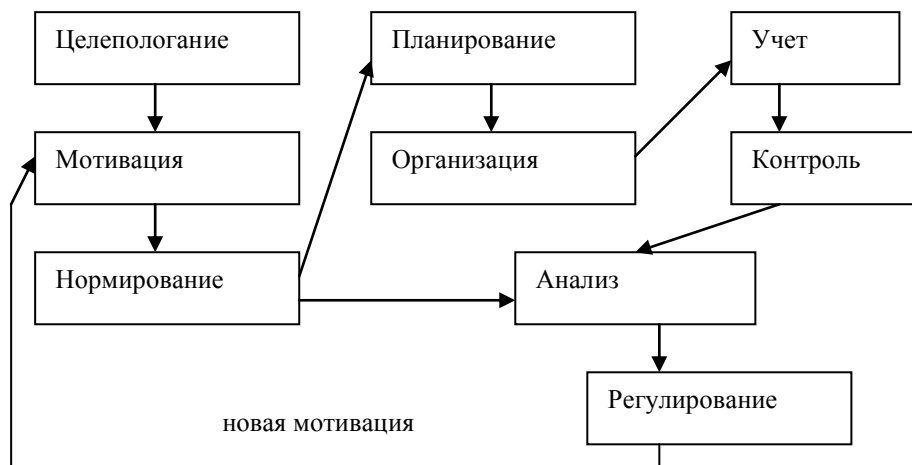 Целепологание
Планирование
Учет
Мотивация
Организация
Контроль
Нормирование
Анализ
Регулирование
новая мотивация